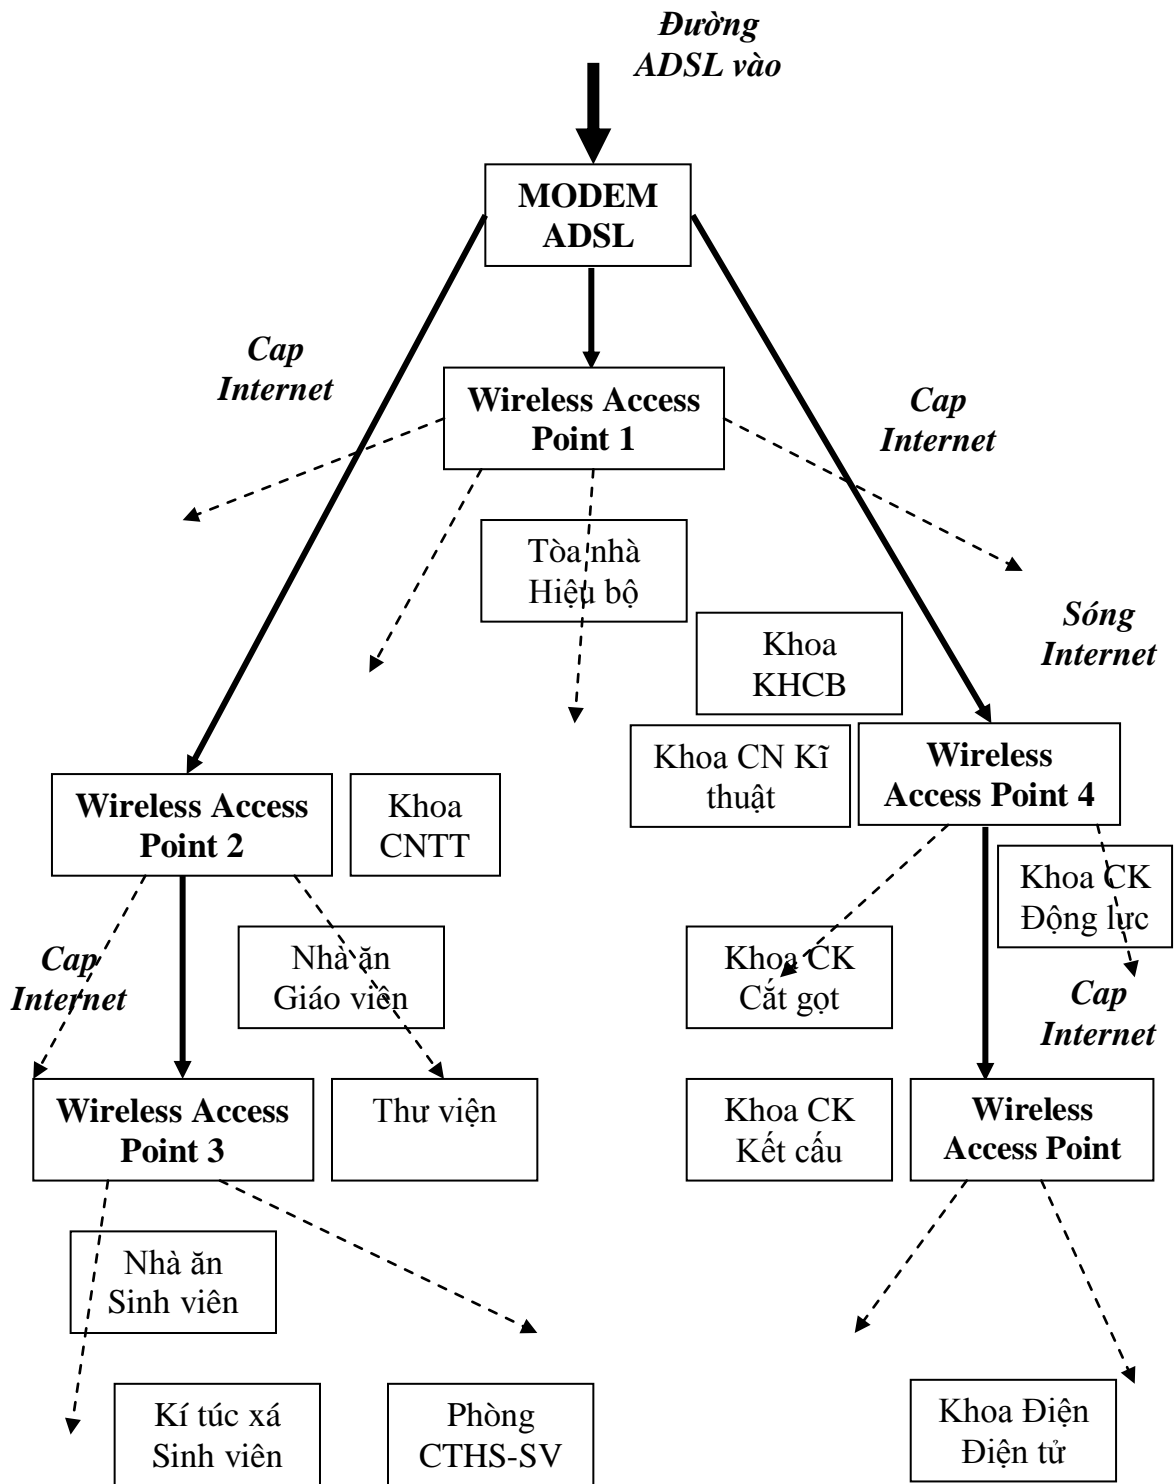 Đường
ADSL vào
MODEM
ADSL
Cap
Internet
Wireless Access
Point 1
Cap
Internet
Tòa nhà
Hiệu bộ
Sóng
Internet
Khoa
KHCB
Khoa CN Kĩ
thuật
Wireless
Access Point 4
Wireless Access
Point 2
Khoa
CNTT
Khoa CK
Động lực
Cap
Internet
Nhà ăn
Giáo viên
Khoa CK
Cắt gọt
Cap
Internet
Wireless Access
Point 3
Thư viện
Khoa CK
Kết cấu
Wireless
Access Point
Nhà ăn
Sinh viên
Kí túc xá
Sinh viên
Phòng
CTHS-SV
Khoa Điện
Điện tử